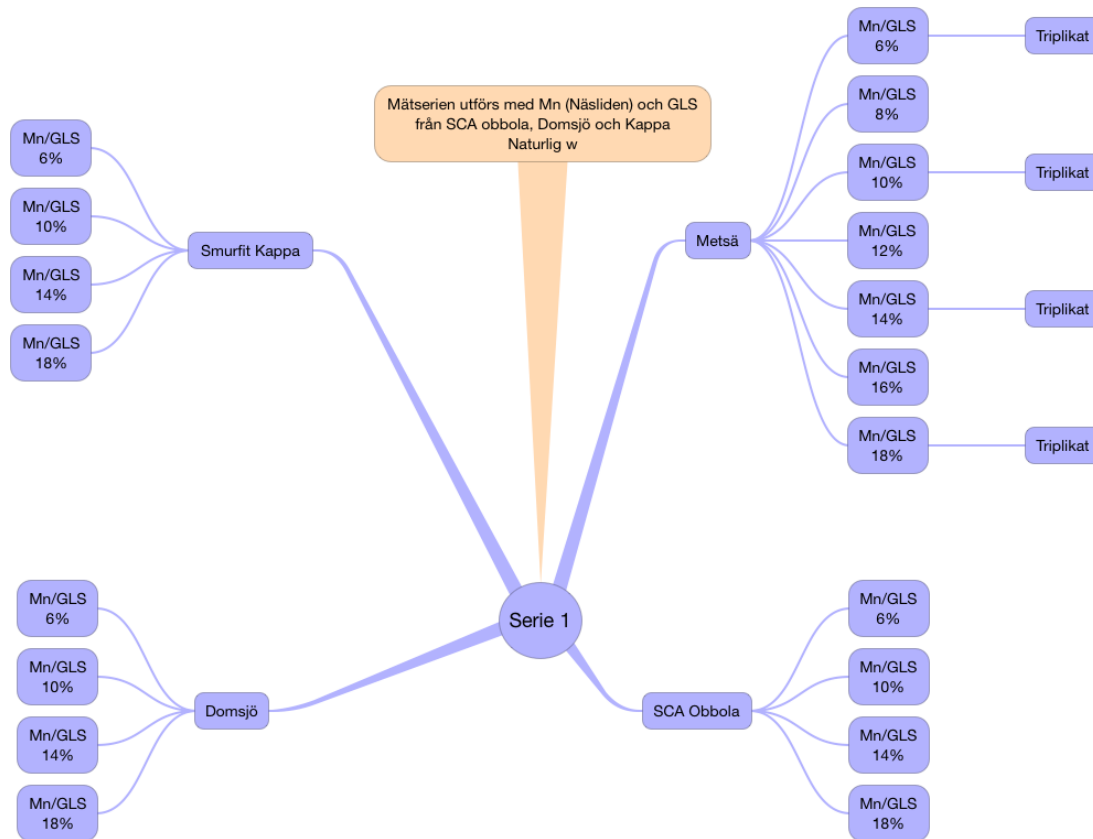 Mätserien utförs med Mn (Näsliden) och GLS
från SCA obbola, Domsjö och Kappa
Naturlig w
Mn/GLS
6%
Mn/GLS
10%
Mn/GLS
14%
Mn/GLS
18%
Smurfit Kappa
Metsä
Mn/GLS
6%
Triplikat
Mn/GLS
8%
Mn/GLS
10%
Triplikat
Mn/GLS
12%
Mn/GLS
14%
Triplikat
Mn/GLS
16%
Mn/GLS
18%
Triplikat
Serie 1
Mn/GLS
6%
Mn/GLS
10%
Mn/GLS
14%
Mn/GLS
18%
Domsjö
SCA Obbola
Mn/GLS
6%
Mn/GLS
10%
Mn/GLS
14%
Mn/GLS
18%